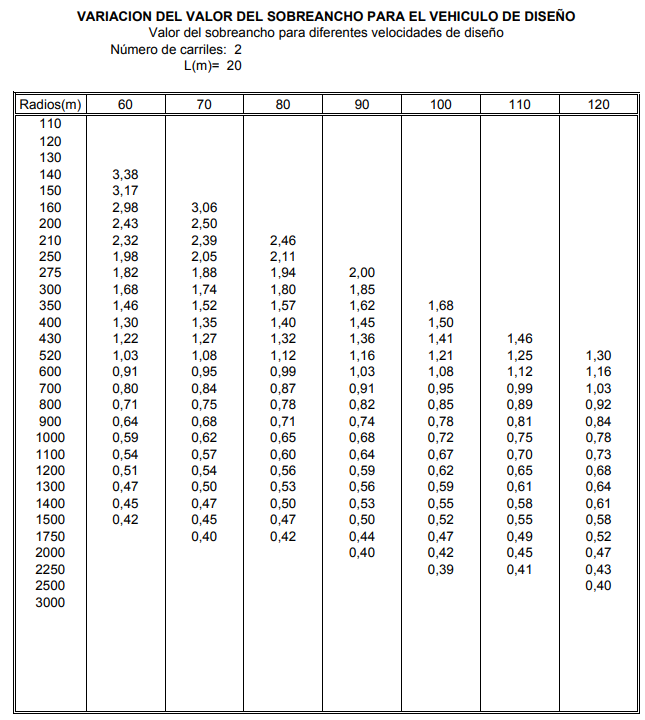 VARIACION DEL VALOR DEL SOBREANCHO PARA EL VEHICULO DE DISEÑO
Valor del sobreancho para diferentes velocidades de diseño
Número de carriles: 2
L(m)= 20
Radios(m) 60 70 80 90 100 110 120
110
120
130
140 3,38
150 3,17
160 2,98 3,06
200 2,43 2,50
210 2,32 2,39 2,46
250 1,98 2,05 2,11
275 1,82 1,88 1,94 2,00
300 1,68 1,74 1,80 1,85
350 1,46 1,52 1,57 1,62 1,68
400 1,30 1,35 1,40 1,45 1,50
430 1,22 1,27 1,32 1,36 1,41 1,46
520 1,03 1,08 1,12 1,16 1,21 1,25 1,30
600 0,91 0,95 0,99 1,03 1,08 1,12 1,16
700 0,80 0,84 0,87 0,91 0,95 0,99 1,03
800 0,71 0,75 0,78 0,82 0,85 0,89 0,92
900 0,64 0,68 0,71 0,74 0,78 0,81 0,84
1000 0,59 0,62 0,65 0,68 0,72 0,75 0,78
1100 0,54 0,57 0,60 0,64 0,67 0,70 0,73
1200 0,51 0,54 0,56 0,59 0,62 0,65 0,68
1300 0,47 0,50 0,53 0,56 0,59 0,61 0,64
1400 0,45 0,47 0,50 0,53 0,55 0,58 0,61
1500 0,42 0,45 0,47 0,50 0,52 0,55 0,58
1750 0,40 0,42 0,44 0,47 0,49 0,52
2000 0,40 0,42 0,45 0,47
2250 0,39 0,41 0,43
2500 0,40
3000